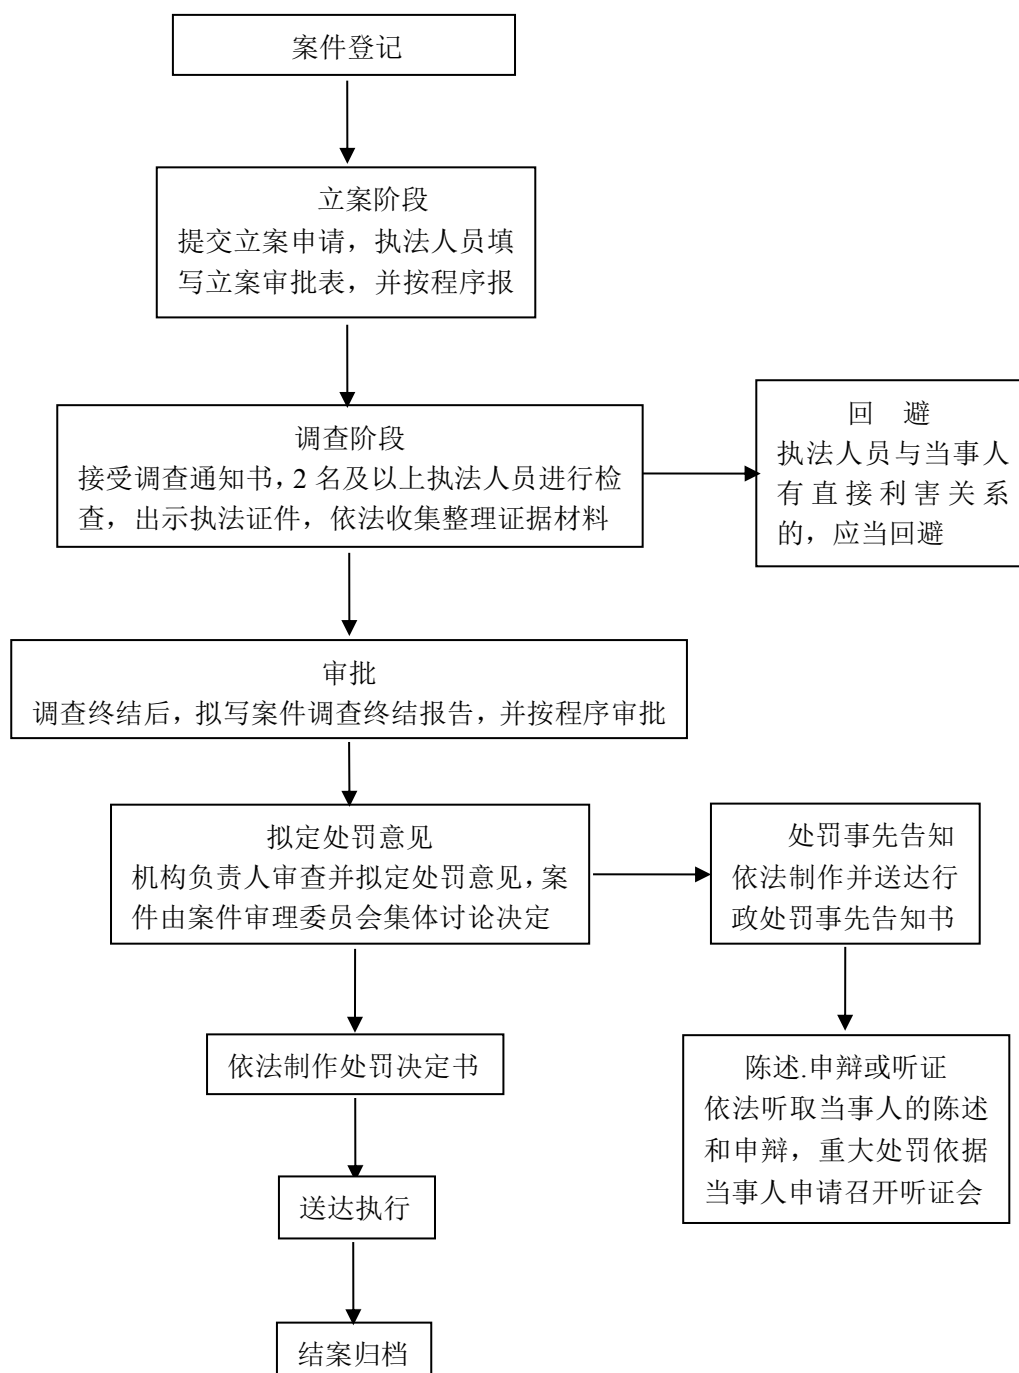 案件登记
立案阶段
提交立案申请，执法人员填
写立案审批表，并按程序报
调查阶段
接受调查通知书，2 名及以上执法人员进行检
查，出示执法证件，依法收集整理证据材料
回 避
执法人员与当事人
有直接利害关系
的，应当回避
审批
调查终结后，拟写案件调查终结报告，并按程序审批
拟定处罚意见
机构负责人审查并拟定处罚意见，案
件由案件审理委员会集体讨论决定
处罚事先告知
依法制作并送达行
政处罚事先告知书
依法制作处罚决定书
陈述.申辩或听证
依法听取当事人的陈述
和申辩，重大处罚依据
当事人申请召开听证会
送达执行
结案归档